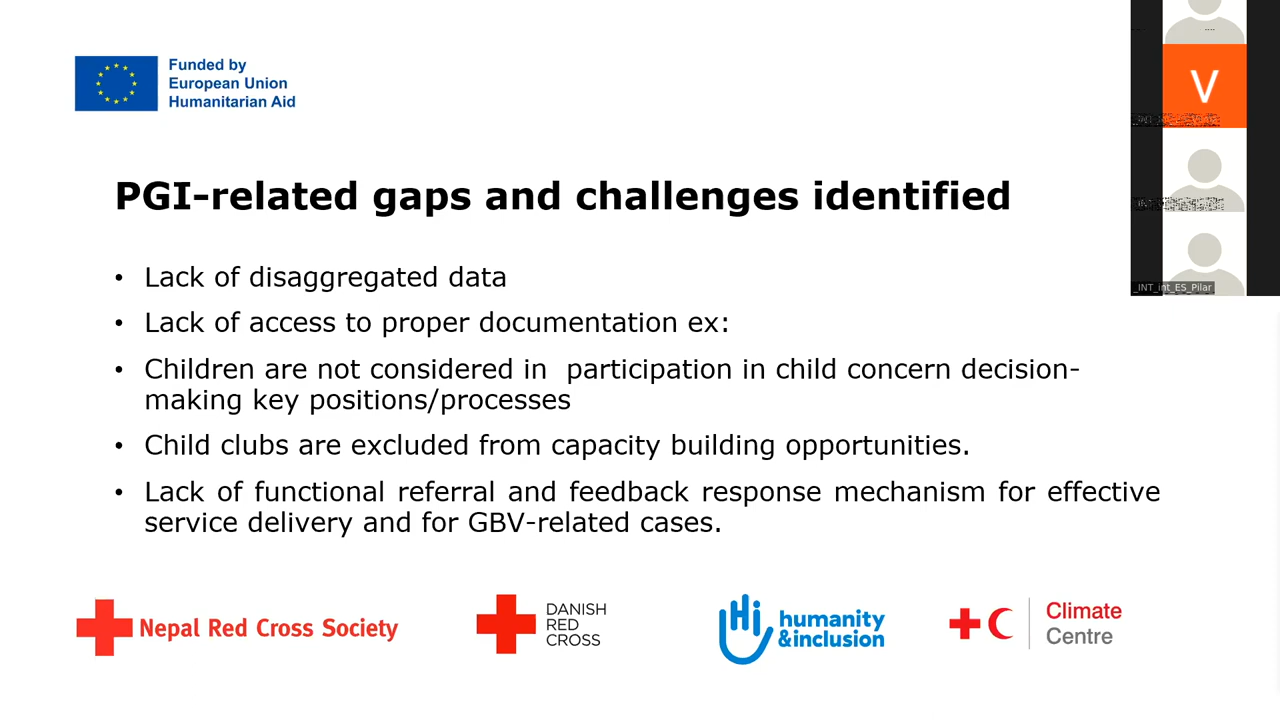 Funded by
European Union
Humanitarian Aid
V
PGI-related gaps and challenges identified
• Lack of disaggregated data
• Lack of access to proper documentation ex:
• Children are not considered in participation in child concern decision-
making key positions/processes
• Child clubs are excluded from capacity building opportunities.
• Lack of functional referral and feedback response mechanism for effective
service delivery and for GBV-related cases.
_INT_int_ES_Pilar
Nepal Red Cross Society
DANISH
RED
CROSS
Hi
humanity
&inclusion
Climate
Centre